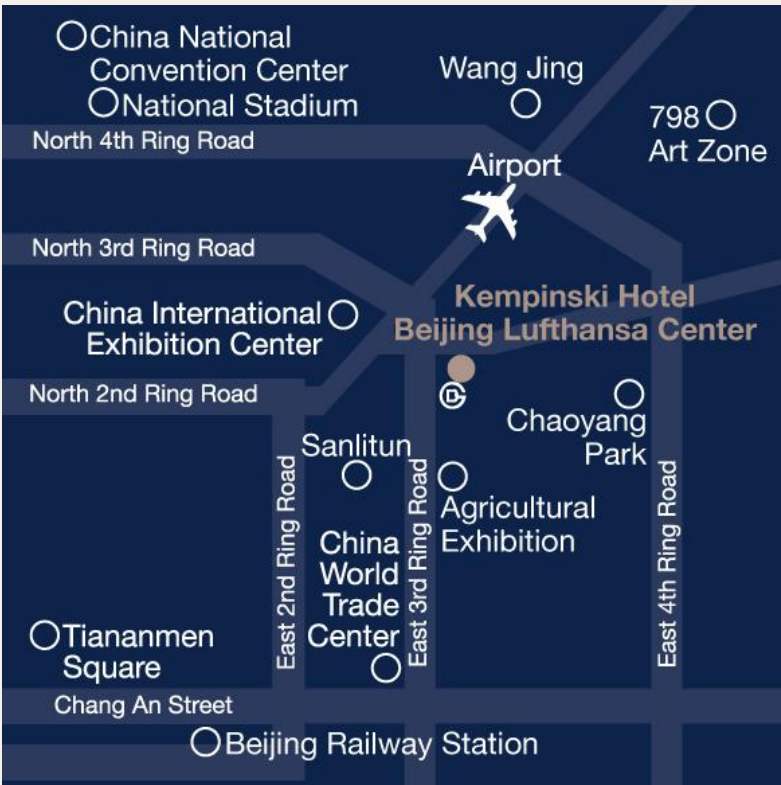 China National
Convention Center
National Stadium
North 4th Ring Road
Wang Jing
798
Art Zone
Airport
North 3rd Ring Road
China International
Exhibition Center
Kempinski Hotel
Beijing Lufthansa Center
North 2nd Ring Road
Chaoyang
Park
Sanlitun
Agricultural
Exhibition
East 2nd Ring Road
China
World
Trade
Center
East 3rd Ring Road
East 4th Ring Road
Tiananmen
Square
Chang An Street
Beijing Railway Station